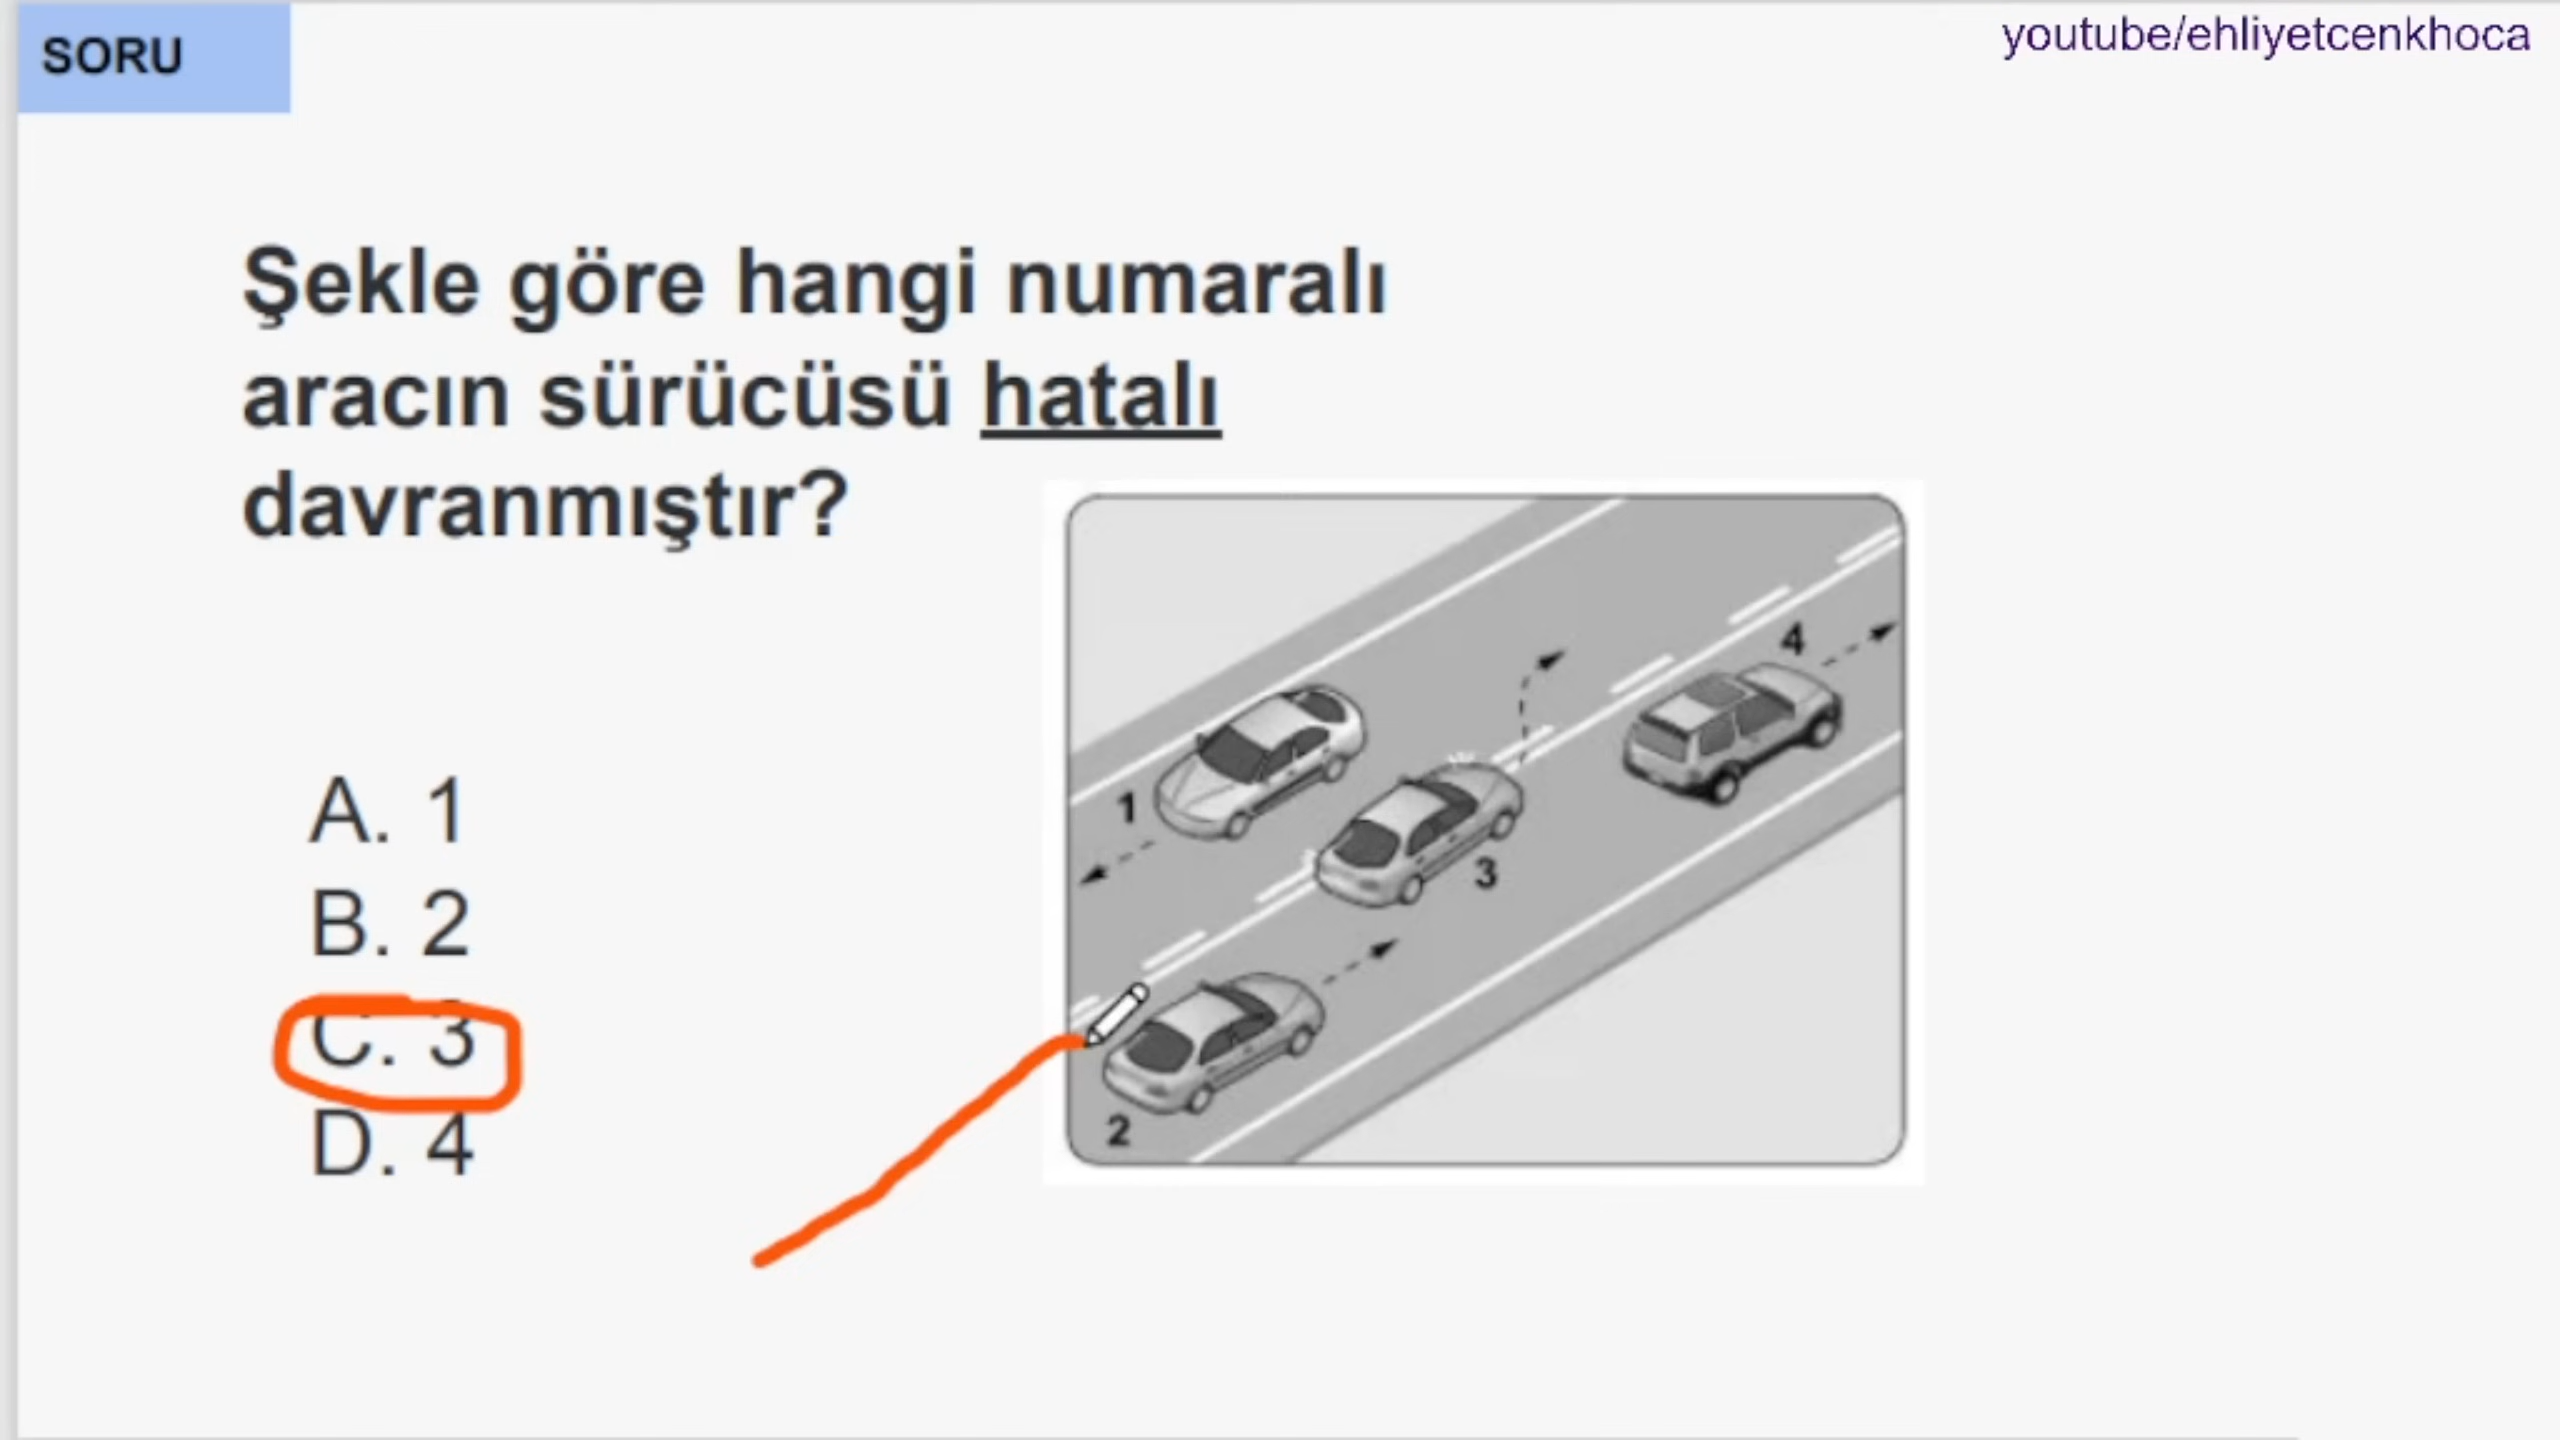 SORU
youtube/ehliyetcenkhoca
Şekle göre hangi numaralı
aracın sürücüsü hatalı
davranmıştır?
A. 1
B. 2
C. 3
D. 4
4
1
3
2